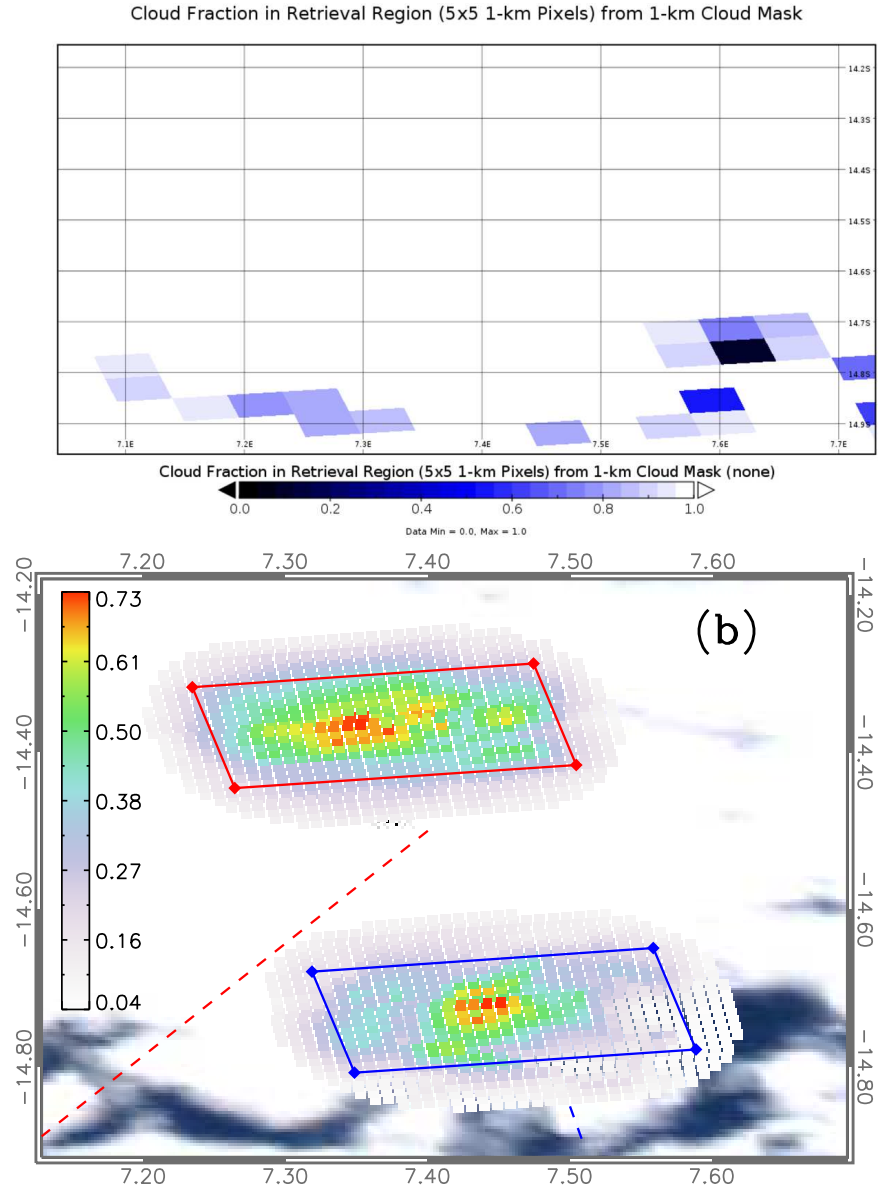 Cloud Fraction in Retrieval Region (5x5 1-km Pixels) from 1-km Cloud Mask
14.2S
14.3S
14.4S
14.5S
14.6S
14.7S
14.8S
14.9S
7.1E 7.2E 7.3E 7.4E 7.5E 7.6E 7.7E
Cloud Fraction in Retrieval Region (5x5 1-km Pixels) from 1-km Cloud Mask (none)
0.0 0.2 0.4 0.6 0.8 1.0
Data Min = 0.0, Max = 1.0
7.20 7.30 7.40 7.50 7.60
−14.20 −14.20
0.73
(b)
0.61
0.50
−14.40 −14.40
0.38
0.27
−14.60 −14.60
0.16
0.04
−14.80 −14.80
7.20 7.30 7.40 7.50 7.60